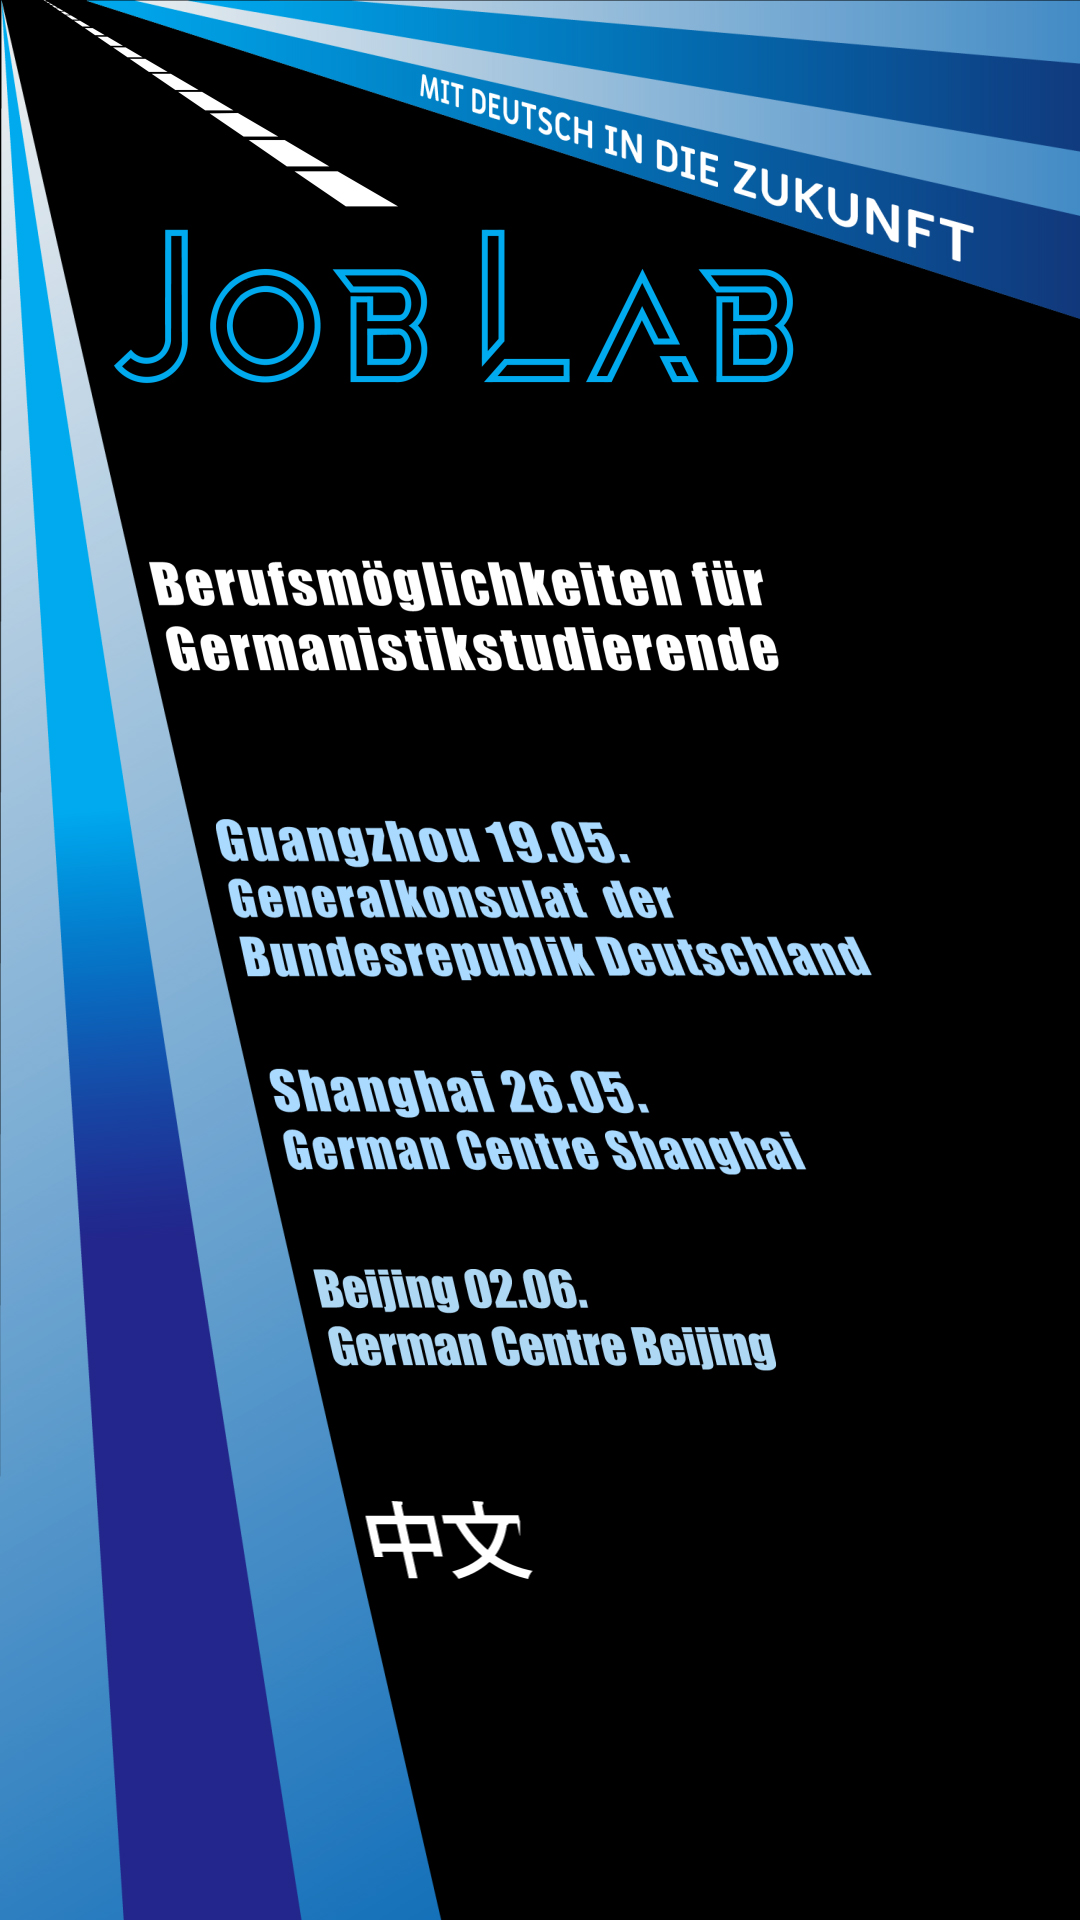 MIT DEUTSCH IN DIE ZUKUNFT
JOB LAB
Berufsmöglichkeiten für
Germanistikstudierende
Guangzhou 19.05.
Generalkonsulat der
Bundesrepublik Deutschland
Shanghai 26.05.
German Centre Shanghai
Beijing 02.06.
German Centre Beijing
中文